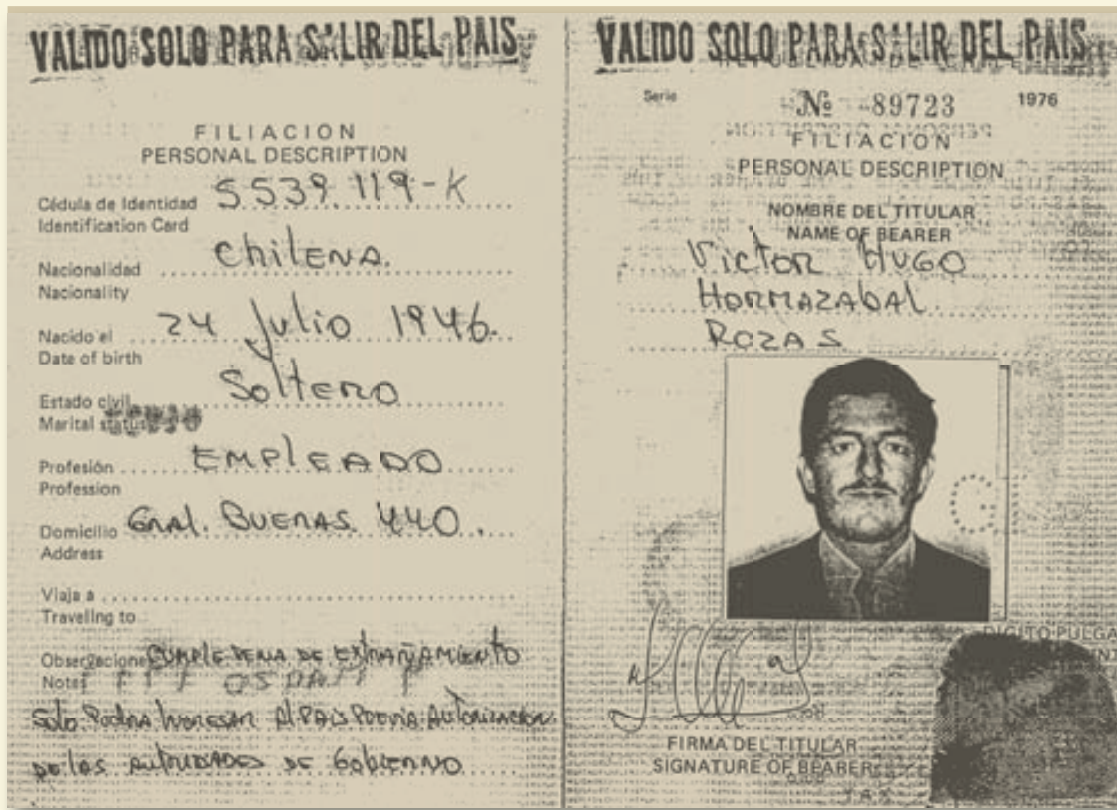 VALIDO SOLO PARA SALIR DEL PAIS
FILIACION
PERSONAL DESCRIPTION
Cédula de Identidad 5539.119-K
Identification Card
Nacionalidad Chilena.
Nacionality
Nacido el 24 Julio 1946.
Date of birth
Estado civil Soltero
Marital status
Profesión EMPLEADO
Profession
Domicilio Gral. BUENAS 440.
Address
Viaja a
Traveling to
Observaciones CUMPLE PENA DE EXTRAÑAMIENTO
Notes
Solo Podra Ingresar Al Pais Previa Autorizacion
de las autoridades de Gobierno
VALIDO SOLO PARA SALIR DEL PAIS
REPUBLICA DE CHILE
Serie Nº 89723 1976
FILIACION
PERSONAL DESCRIPTION
NOMBRE DEL TITULAR
NAME OF BEARER
Victor Hugo
Hormazabal
Rozas
FIRMA DEL TITULAR
SIGNATURE OF BEARER